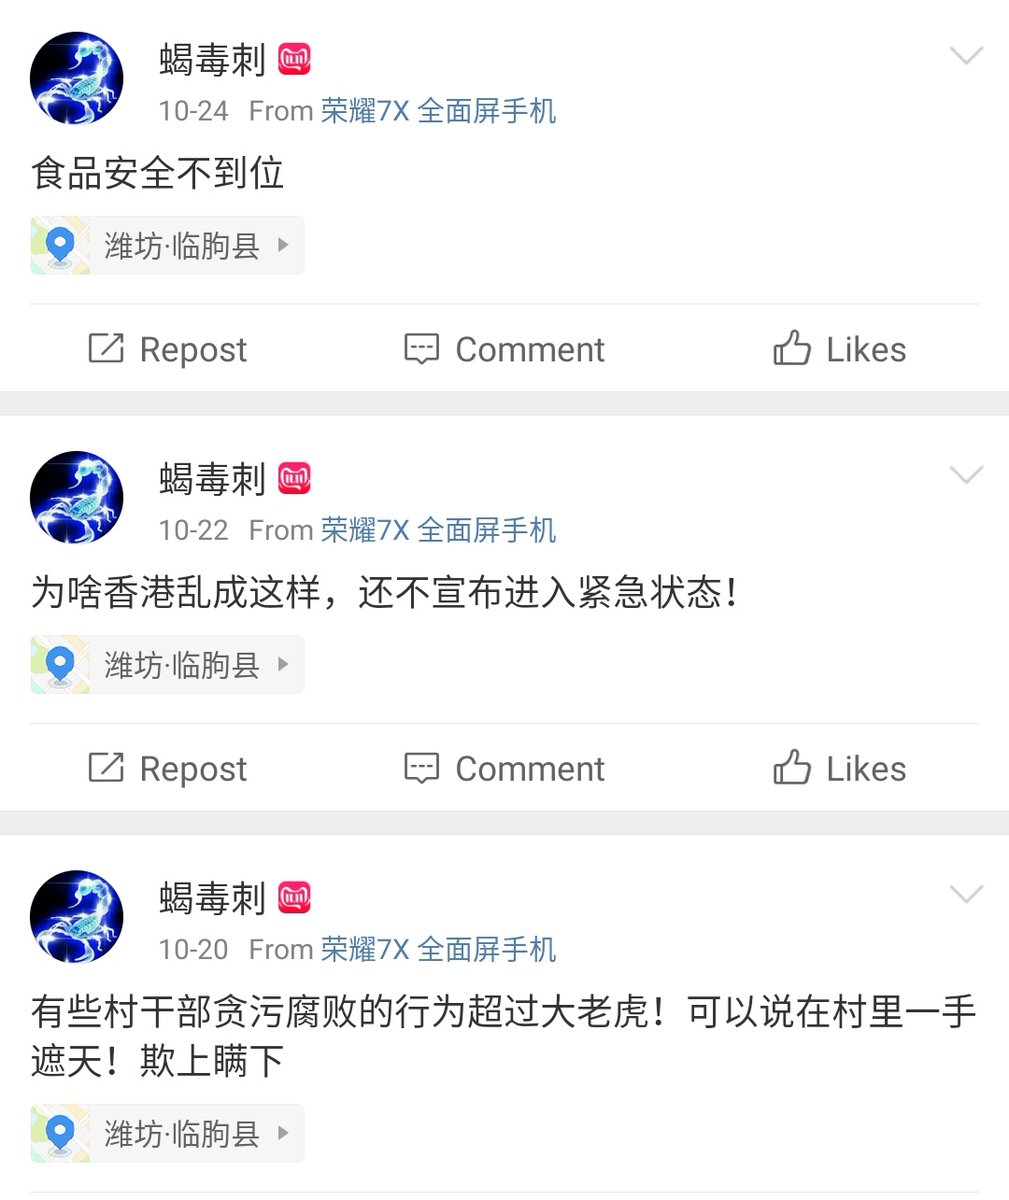 蝎毒刺
10-24 From 荣耀7X 全面屏手机
食品安全不到位
潍坊·临朐县
Repost Comment Likes
蝎毒刺
10-22 From 荣耀7X 全面屏手机
为啥香港乱成这样，还不宣布进入紧急状态！
潍坊·临朐县
Repost Comment Likes
蝎毒刺
10-20 From 荣耀7X 全面屏手机
有些村干部贪污腐败的行为超过大老虎！可以说在村里一手
遮天！欺上瞒下
潍坊·临朐县